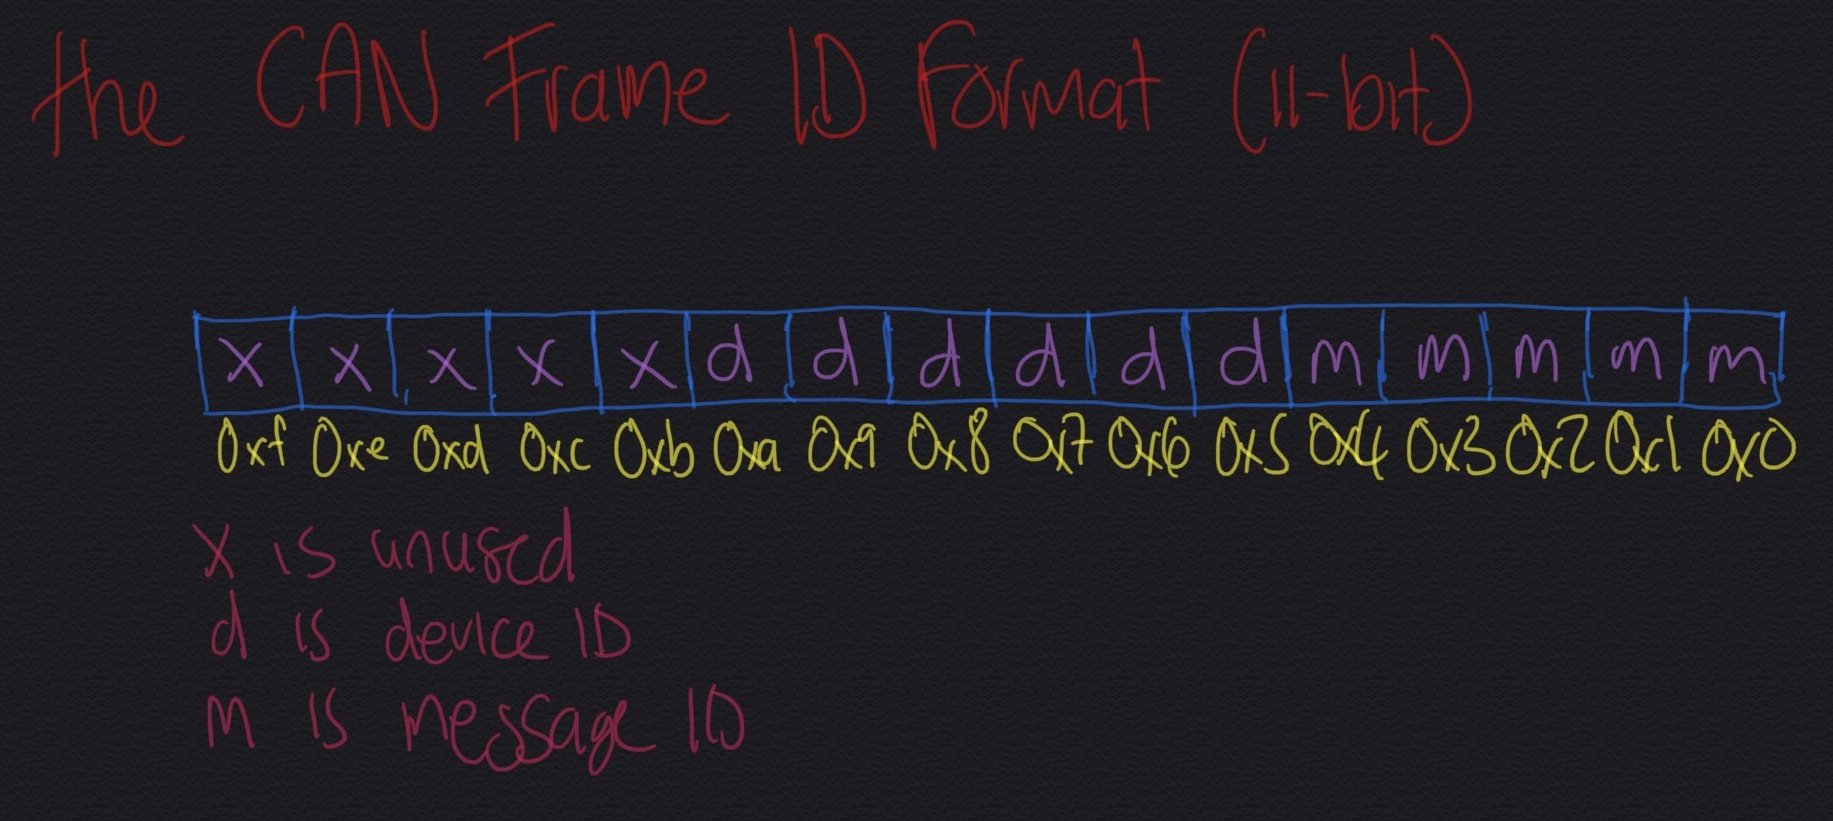 the CAN Frame ID Format (11-bit)
x x x x x d d d d d d m m m m m
0xf 0xe 0xd 0xc 0xb 0xa 0x9 0x8 0x7 0x6 0x5 0x4 0x3 0x2 0x1 0x0
x is unused
d is device ID
m is message ID